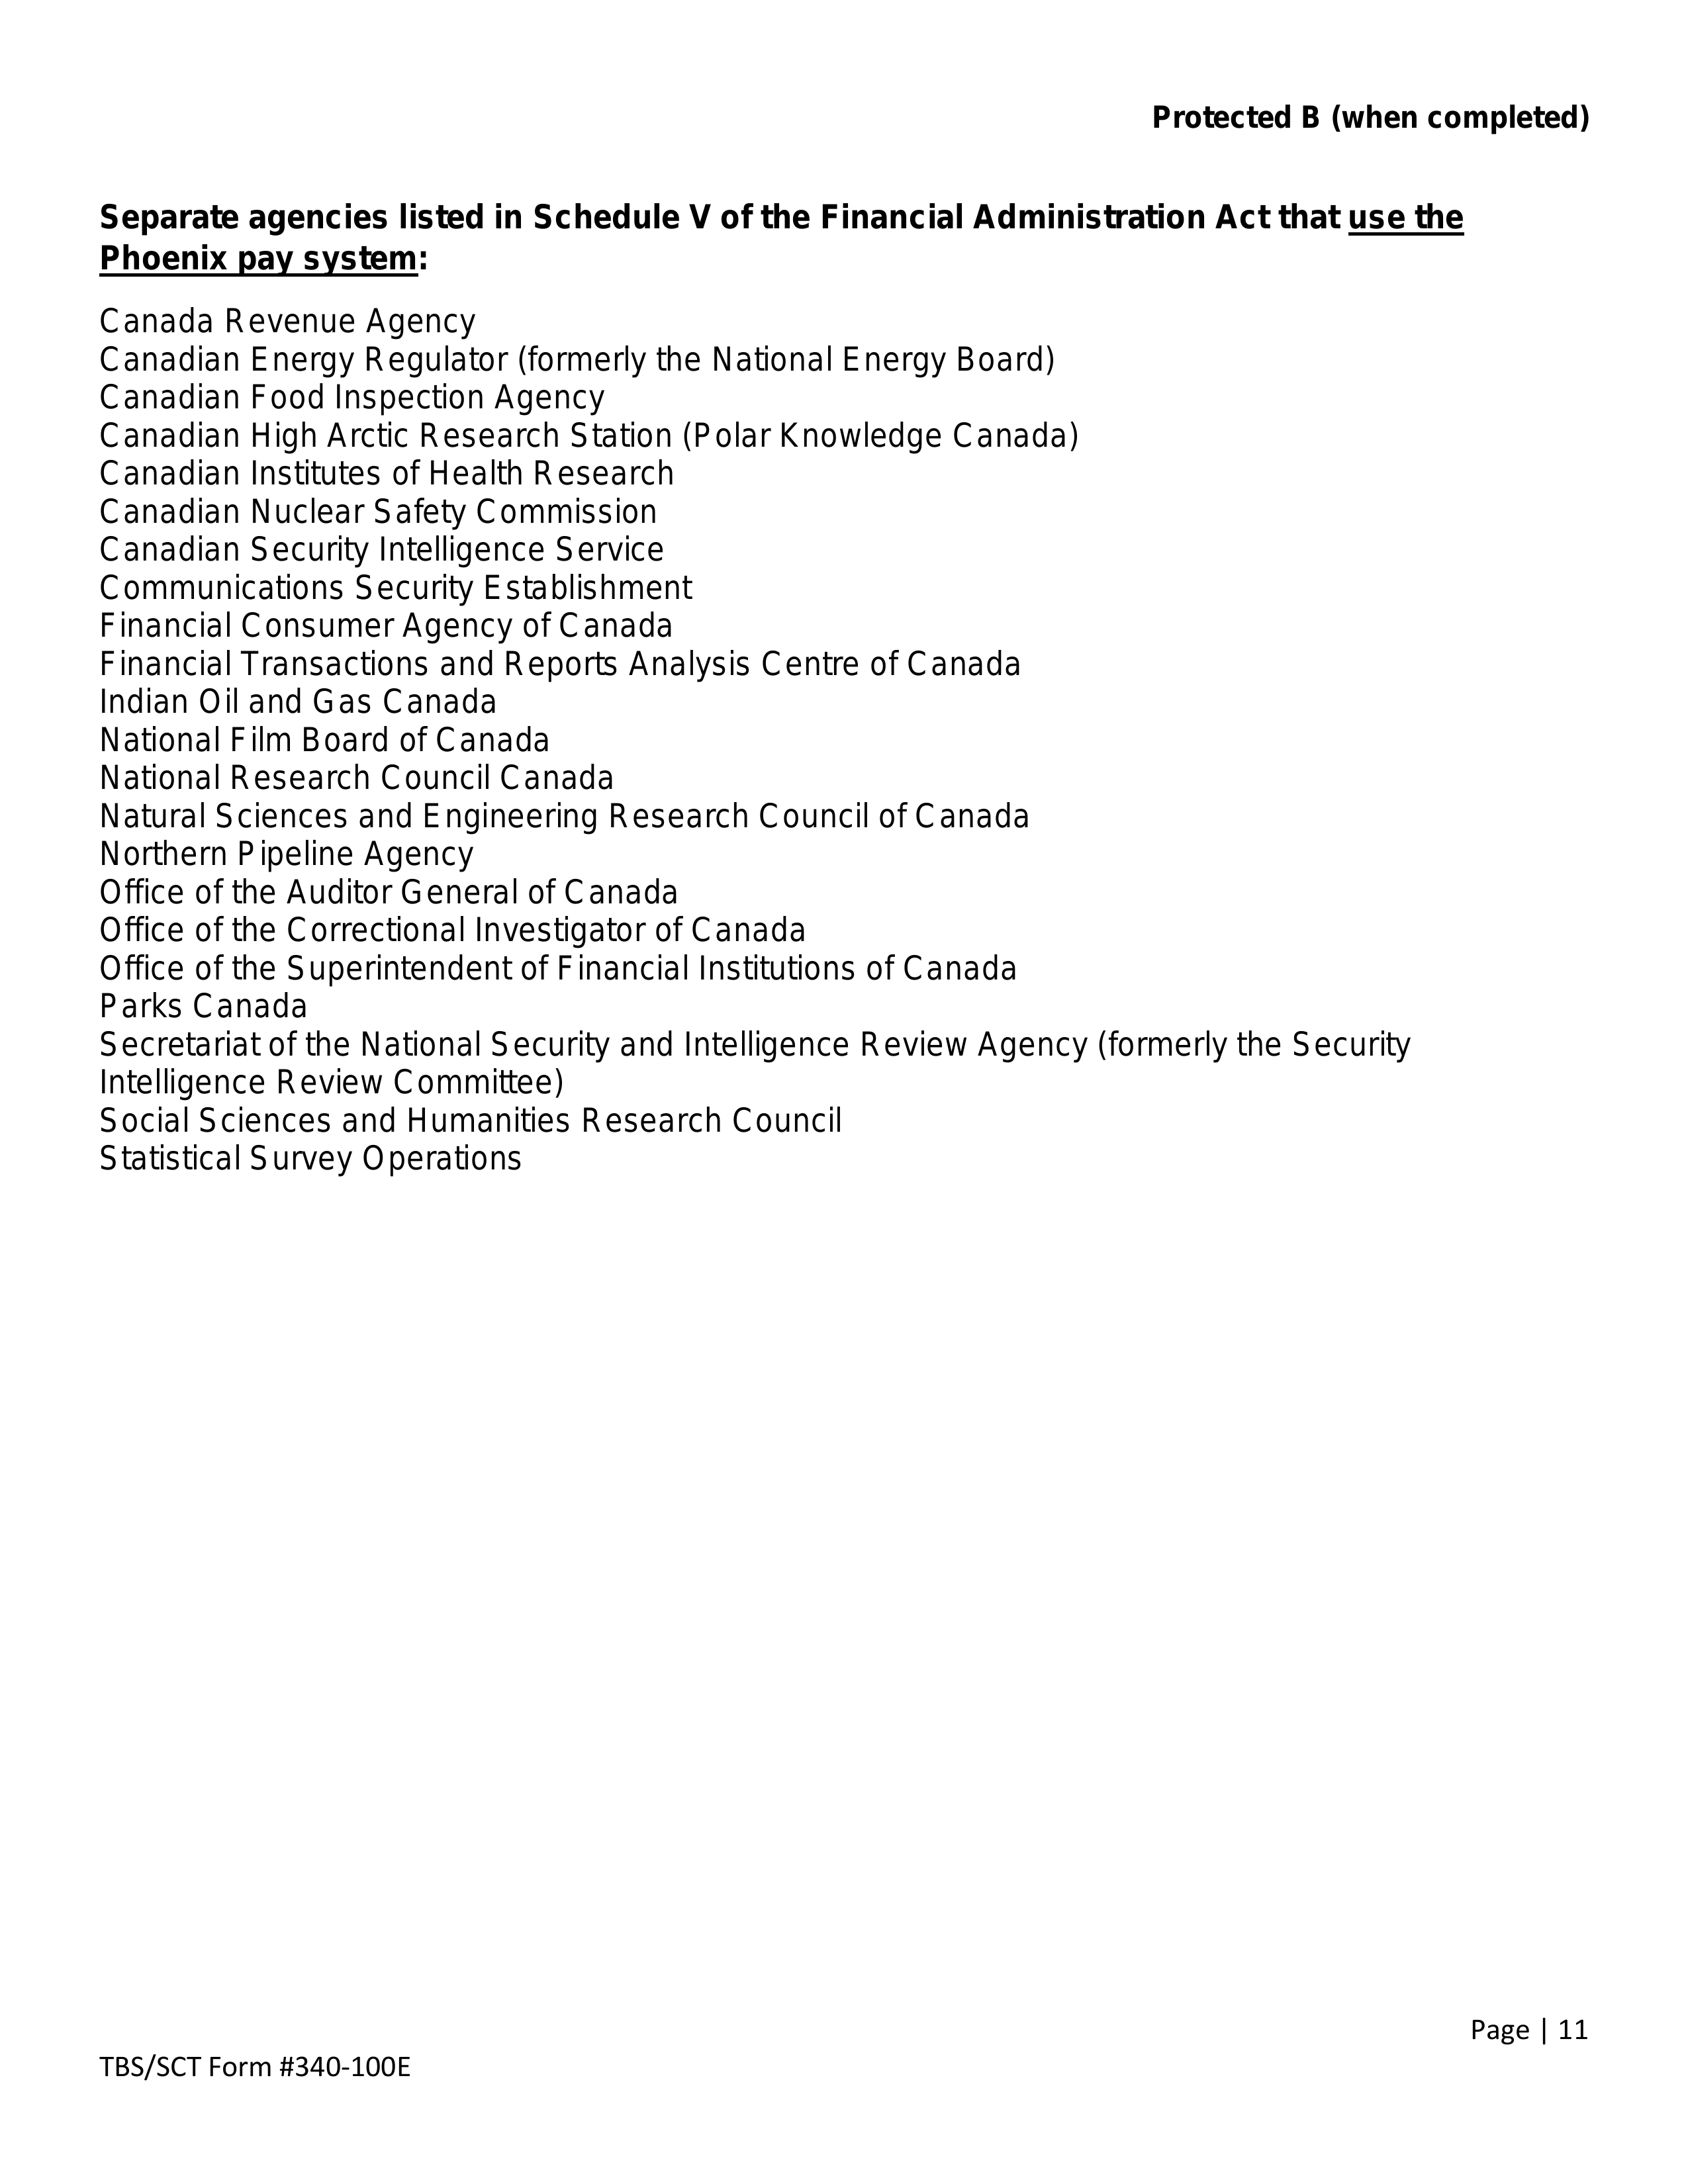 Protected B (when completed)
Separate agencies listed in Schedule V of the Financial Administration Act that use the
Phoenix pay system:
Canada Revenue Agency
Canadian Energy Regulator (formerly the National Energy Board)
Canadian Food Inspection Agency
Canadian High Arctic Research Station (Polar Knowledge Canada)
Canadian Institutes of Health Research
Canadian Nuclear Safety Commission
Canadian Security Intelligence Service
Communications Security Establishment
Financial Consumer Agency of Canada
Financial Transactions and Reports Analysis Centre of Canada
Indian Oil and Gas Canada
National Film Board of Canada
National Research Council Canada
Natural Sciences and Engineering Research Council of Canada
Northern Pipeline Agency
Office of the Auditor General of Canada
Office of the Correctional Investigator of Canada
Office of the Superintendent of Financial Institutions of Canada
Parks Canada
Secretariat of the National Security and Intelligence Review Agency (formerly the Security
Intelligence Review Committee)
Social Sciences and Humanities Research Council
Statistical Survey Operations
Page | 11
TBS/SCT Form #340-100E